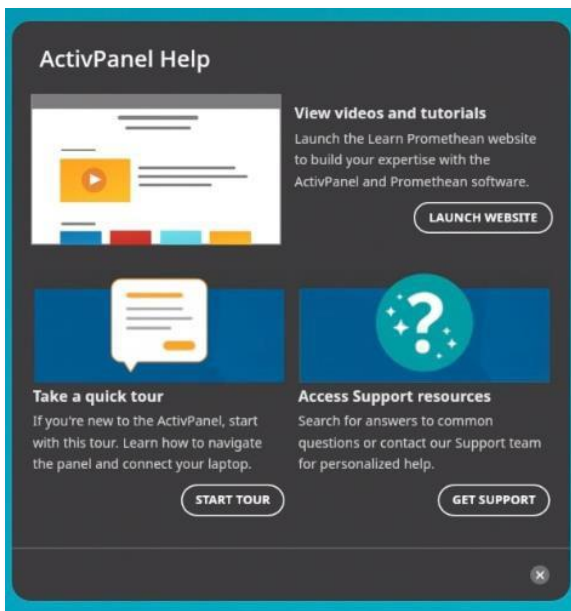 ActivPanel Help
View videos and tutorials
Launch the Learn Promethean website
to build your expertise with the
ActivPanel and Promethean software.
LAUNCH WEBSITE
Take a quick tour
If you're new to the ActivPanel, start
with this tour. Learn how to navigate
the panel and connect your laptop.
START TOUR
Access Support resources
Search for answers to common
questions or contact our Support team
for personalized help.
GET SUPPORT